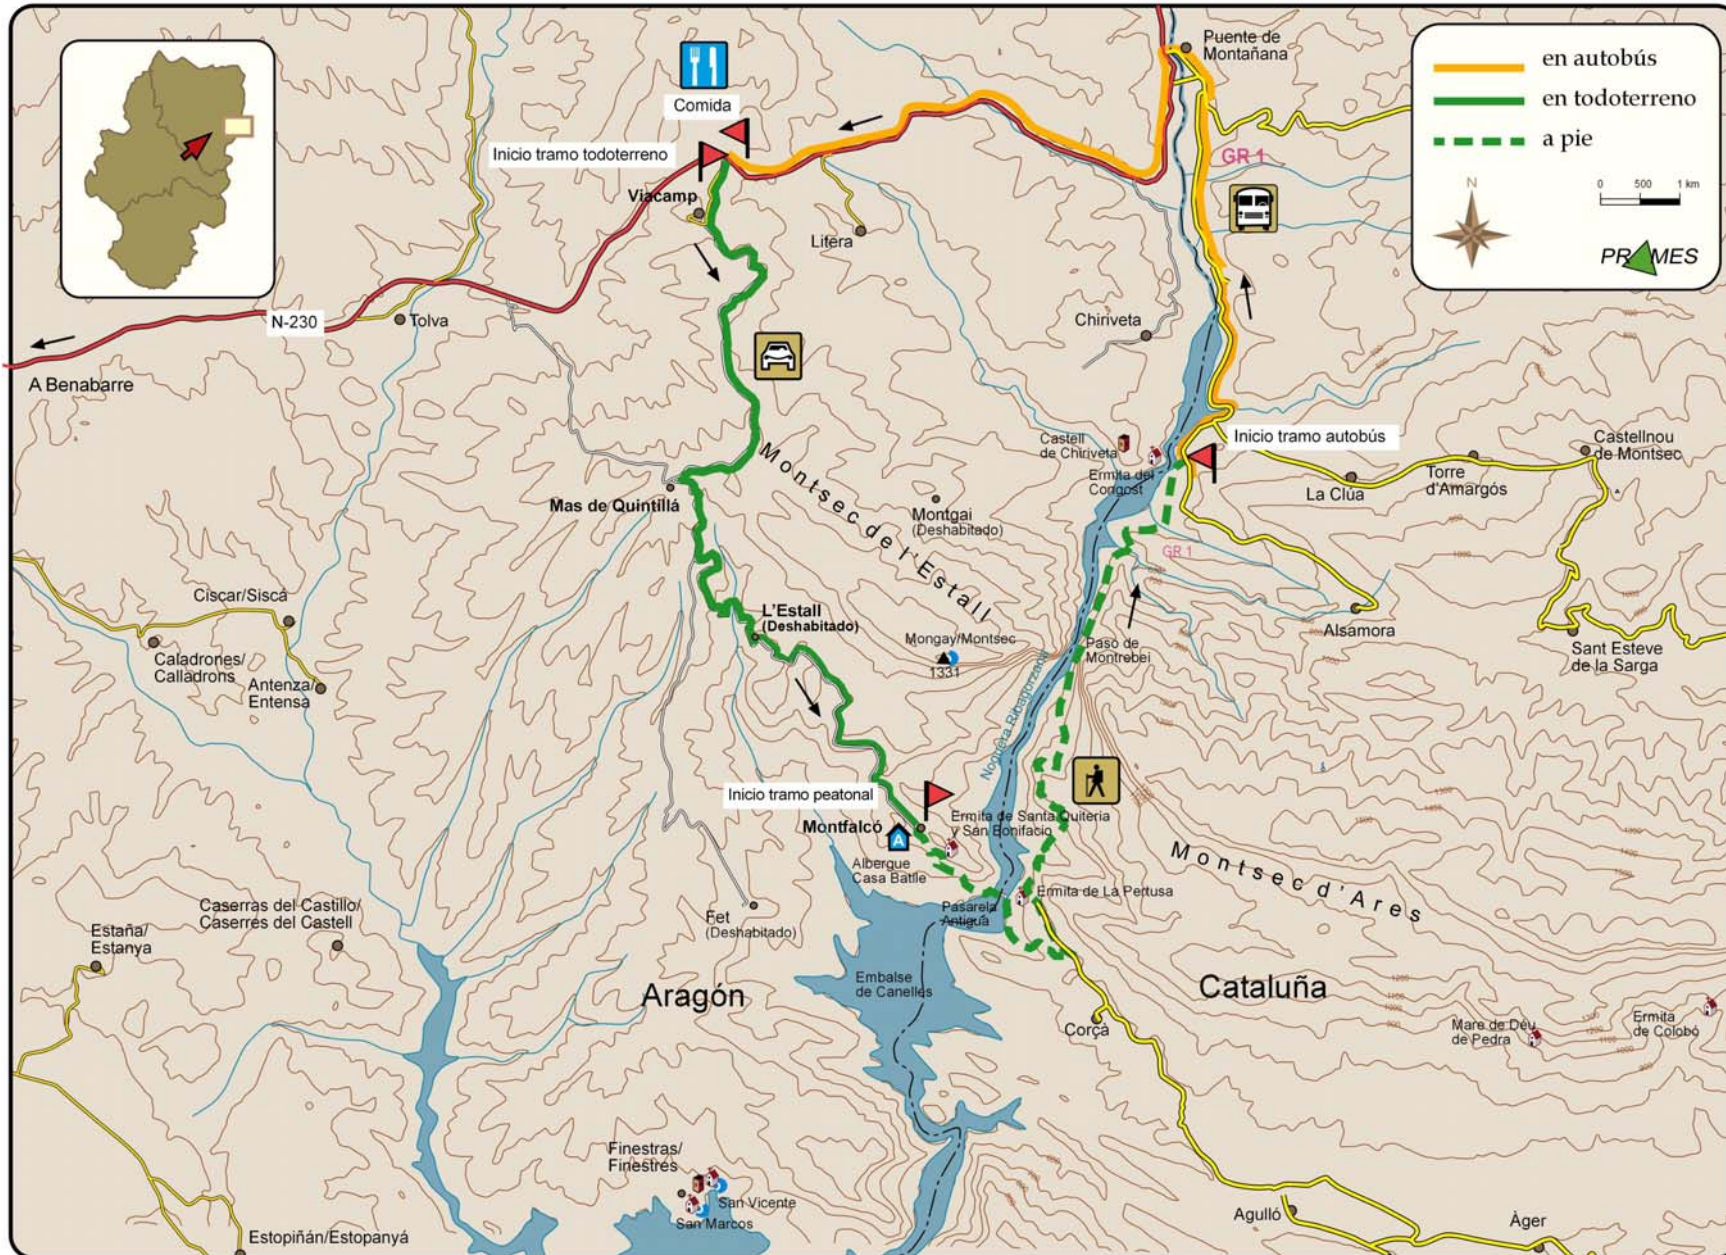 Puente de
Montañana
en autobús
en todoterreno
a pie
N
0 500 1 km
PRAMES
Comida
Inicio tramo todoterreno
Viacamp
Litera
GR 1
N-230
Tolva
Chiriveta
A Benabarre
Inicio tramo autobús
Castell
de Chiriveta
Ermita del
Congost
Castellnou
de Montsec
La Clúa
Torre
d'Amargós
Montsec de l'Estall
Mas de Quintillá
Montgai
(Deshabitado)
GR 1
Ciscar/Siscá
L'Estall
(Deshabitado)
Alsamora
Caladrones/
Calladrons
Mongay/Montsec
1331
Paso de
Montrebei
Sant Esteve
de la Sarga
Antenza/
Entensa
Noguera Ribagorzana
Inicio tramo peatonal
Montfalcó
Ermita de Santa Quiteria
y San Bonifacio
A
Albergue
Casa Batlle
Montsec d'Ares
Ermita de La Pertusa
Pasarela
Antigua
Caserras del Castillo/
Caserres del Castell
Fet
(Deshabitado)
Estaña/
Estanya
Embalse
de Canelles
Aragón
Cataluña
Corçà
Mare de Déu
de Pedra
Ermita
de Colobó
Finestras/
Finestres
San Vicente
San Marcos
Agulló
Àger
Estopiñán/Estopanyá